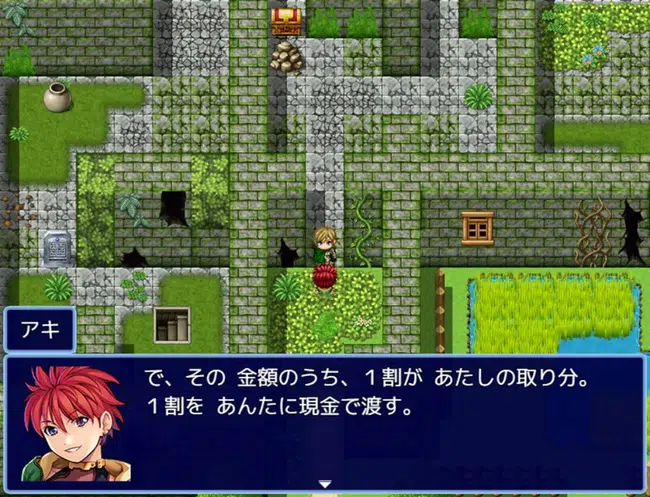 アキ
で、その 金額のうち、１割が あたしの取り分。
１割を あんたに現金で渡す。